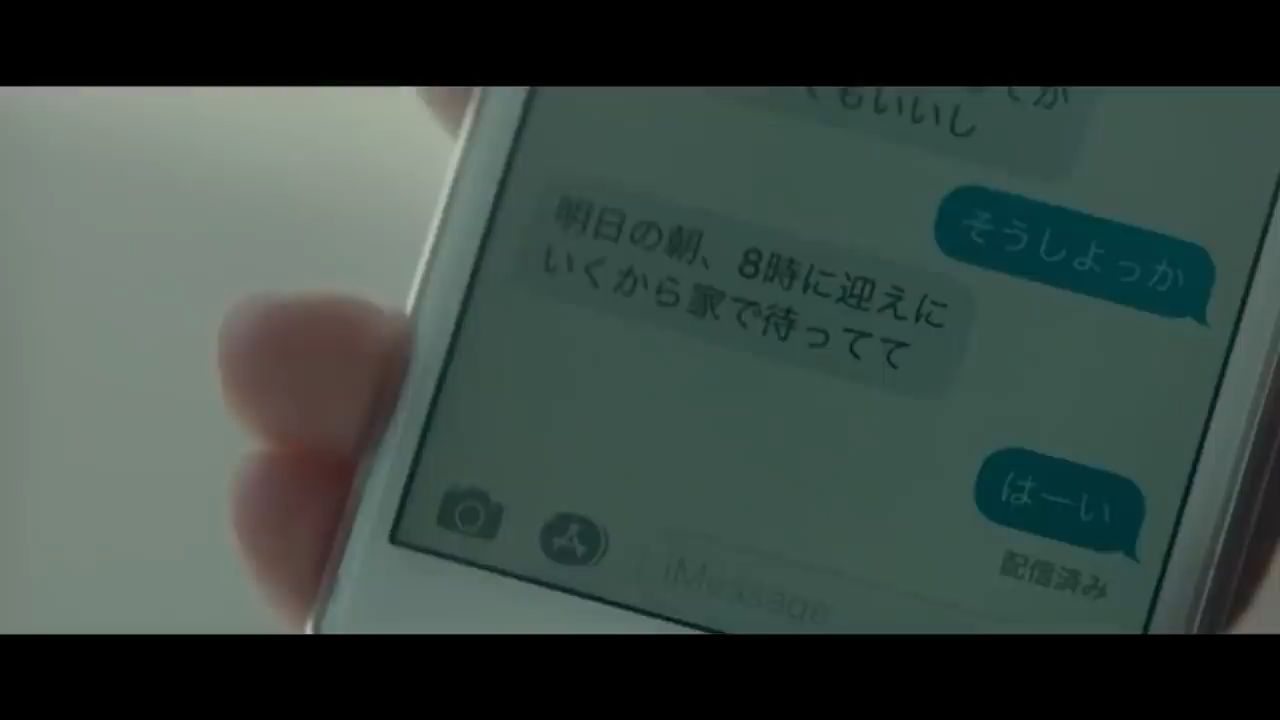 てもいいし
そうしよっか
明日の朝、8時に迎えに
いくから家で待ってて
はーい
配信済み
iMessage